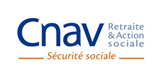 Cnav Retraite
& Action
sociale
Sécurité sociale